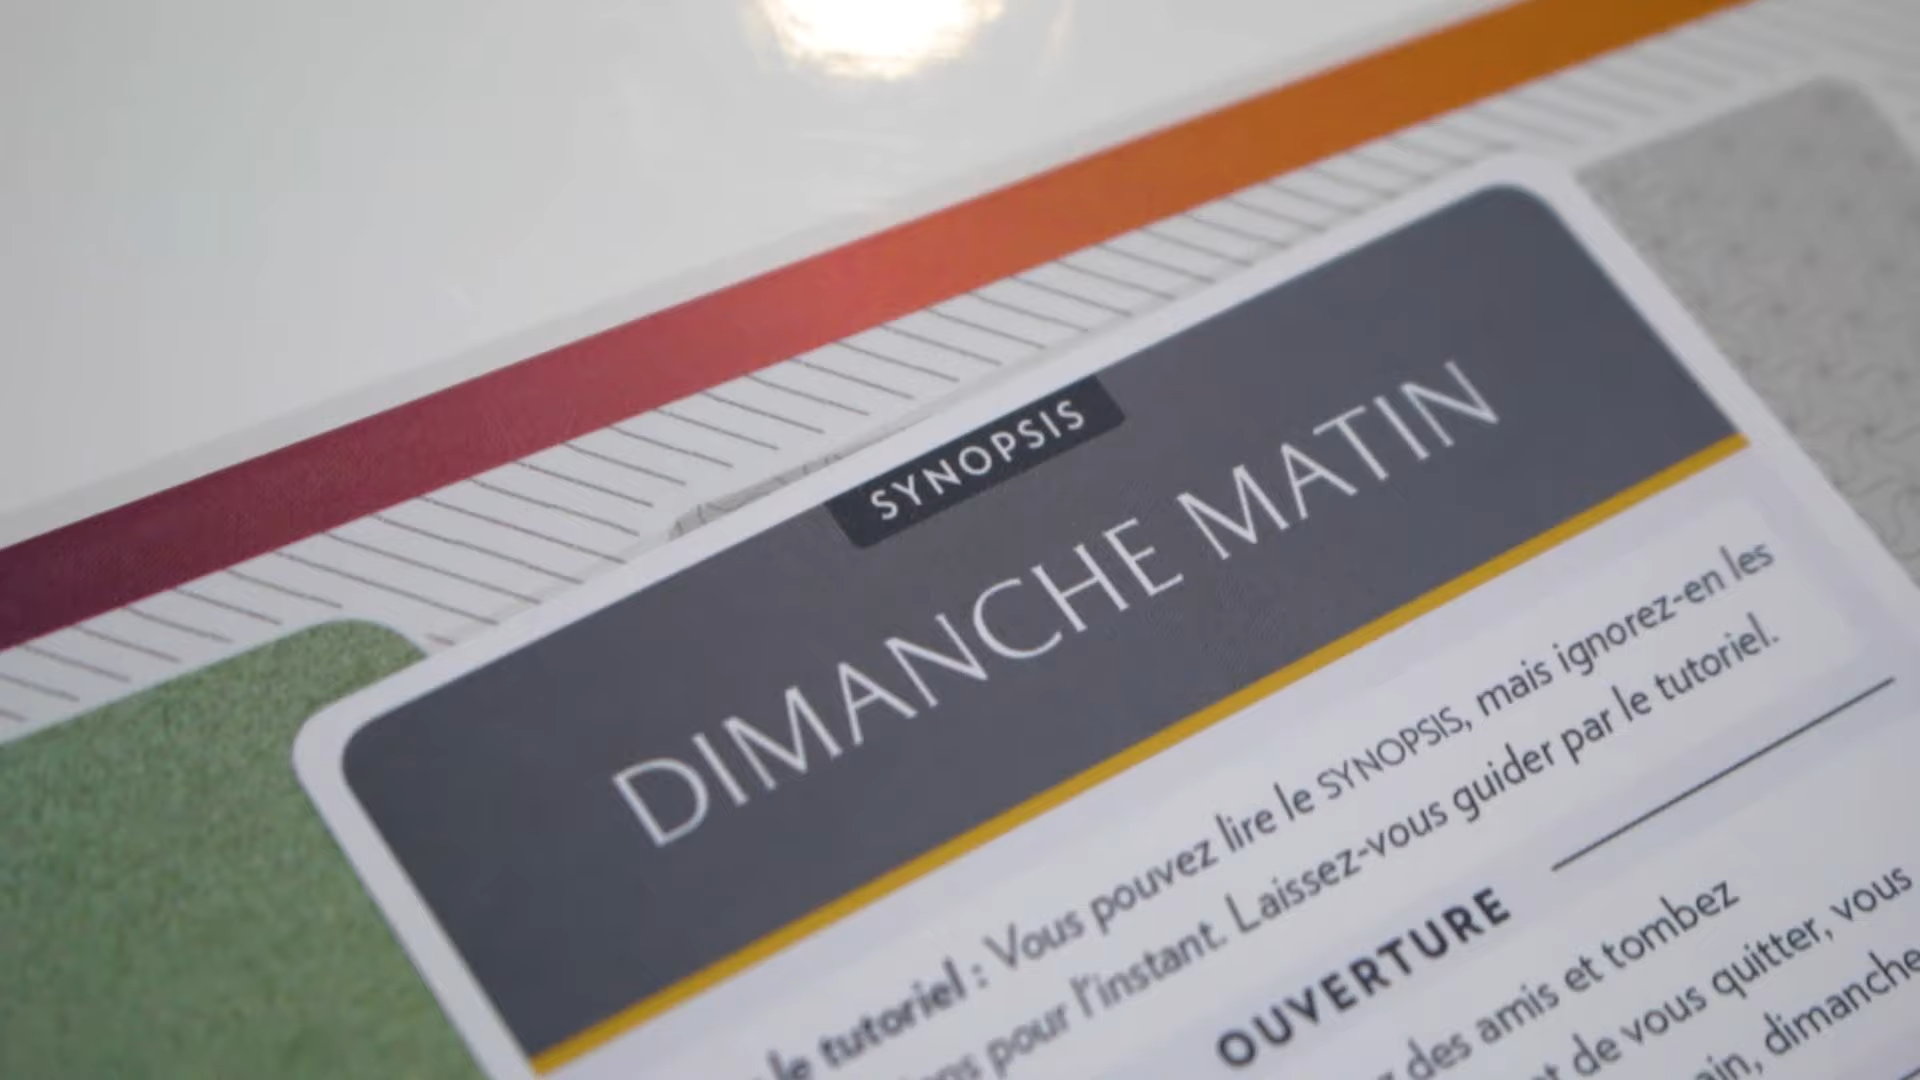 SYNOPSIS
DIMANCHE MATIN
le tutoriel : Vous pouvez lire le SYNOPSIS, mais ignorez-en les
pour l'instant. Laissez-vous guider par le tutoriel.
OUVERTURE
des amis et tombez
de vous quitter, vous
dimanche